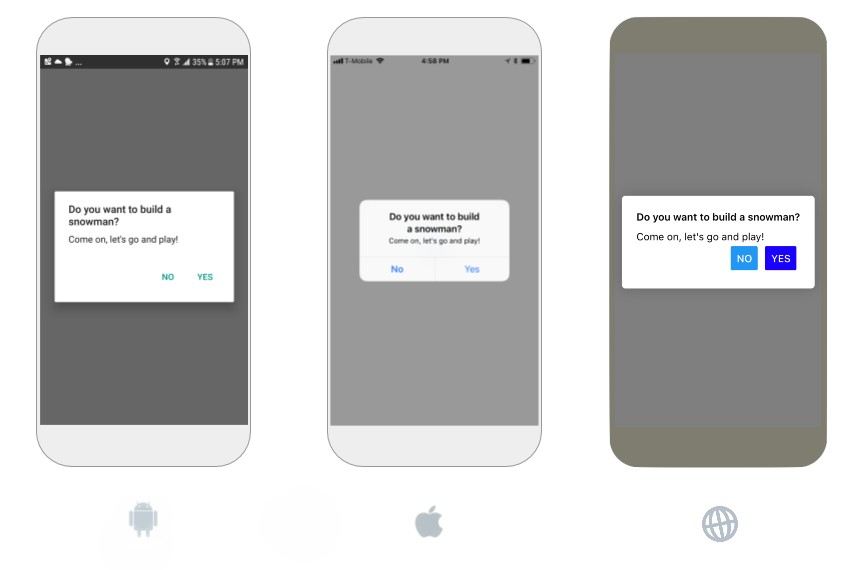 ... 35% 5:07 PM
Do you want to build a
snowman?
Come on, let's go and play!
NO YES
T-Mobile 4:58 PM
Do you want to build
a snowman?
Come on, let's go and play!
No Yes
Do you want to build a snowman?
Come on, let's go and play!
NO YES